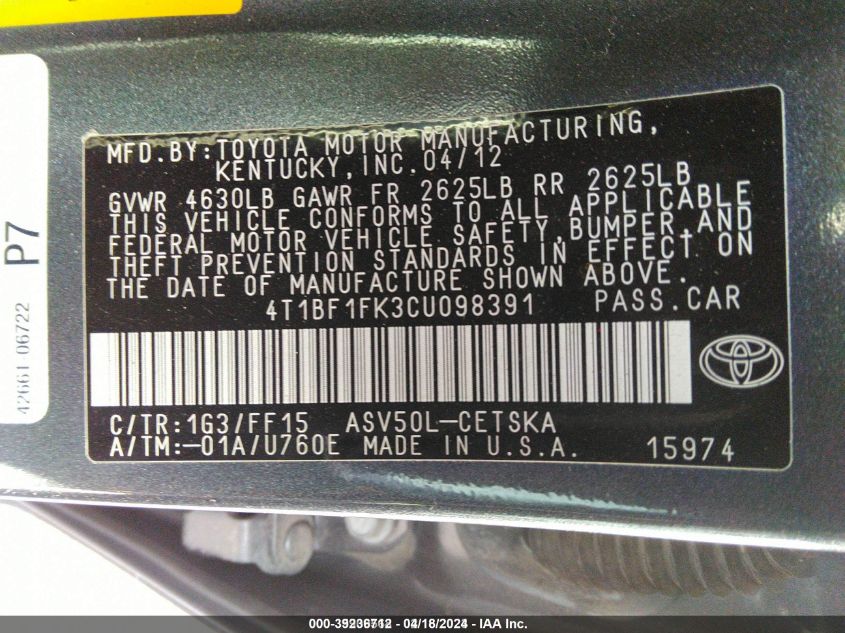 MFD.BY:TOYOTA MOTOR MANUFACTURING,
KENTUCKY,INC.04/12
GVWR 4630LB GAWR FR 2625LB RR 2625LB
THIS VEHICLE CONFORMS TO ALL APPLICABLE
FEDERAL MOTOR VEHICLE SAFETY,BUMPER,AND
THEFT PREVENTION STANDARDS IN EFFECT ON
THE DATE OF MANUFACTURE SHOWN ABOVE.
4T1BF1FK3CU098391 PASS.CAR
C/TR:1G3/FF15 ASV50L-CETSKA
A/TM:-01A/U760E MADE IN U.S.A. 15974
P7
42661 06722
04/16/2024 - IAA Inc.